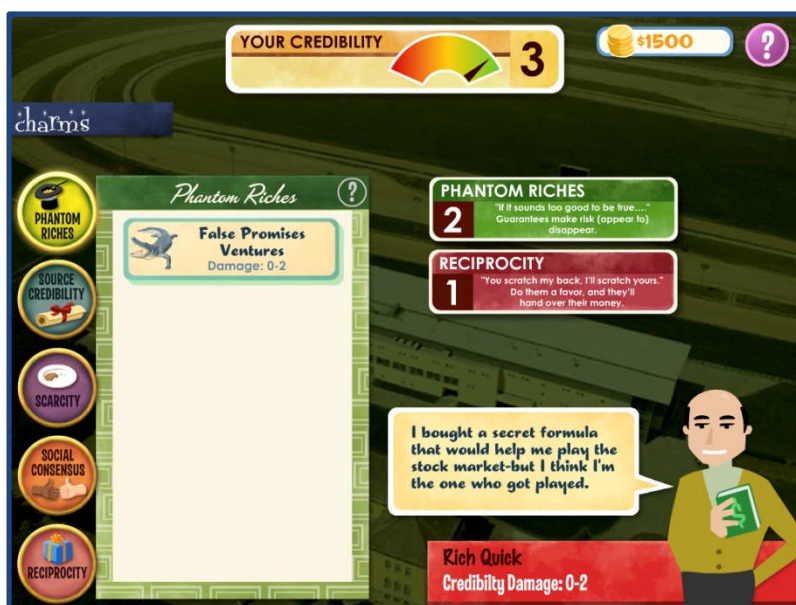 YOUR CREDIBILITY
3
$1500
?
charms
PHANTOM
RICHES
SOURCE
CREDIBILITY
SCARCITY
SOCIAL
CONSENSUS
RECIPROCITY
Phantom Riches
?
False Promises
Ventures
Damage: 0-2
PHANTOM RICHES
2
"If it sounds too good to be true...."
Guarantees make risk (appear to)
disappear.
RECIPROCITY
1
"You scratch my back, I'll scratch yours."
Do them a favor, and they'll
hand over their money.
I bought a secret formula
that would help me play the
stock market-but I think I'm
the one who got played.
Rich Quick
Credibilty Damage: 0-2